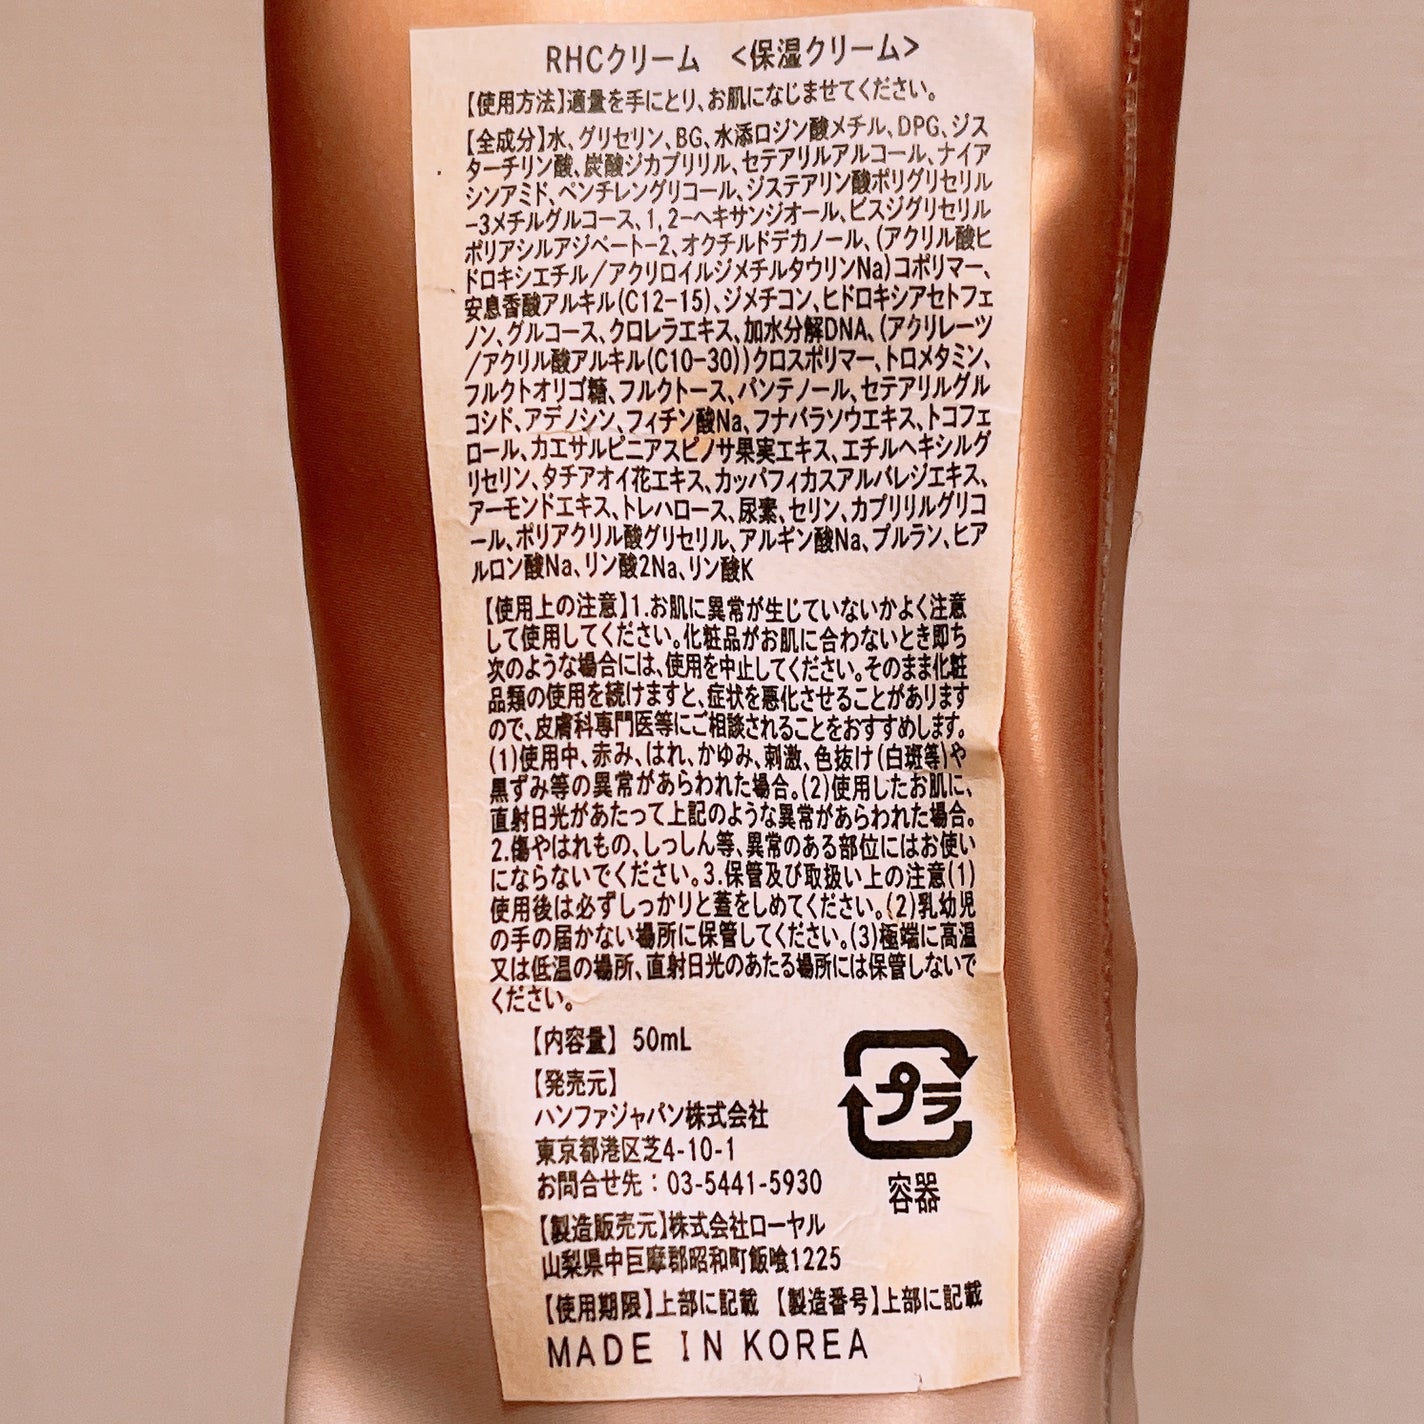 RHCクリーム <保湿クリーム>
【使用方法】適量を手にとり、お肌になじませてください。
【全成分】水、グリセリン、BG、水添ロジン酸メチル、DPG、ジス
ターチリン酸、炭酸ジカプリリル、セテアリルアルコール、ナイア
シンアミド、ペンチレングリコール、ジステアリン酸ポリグリセリル
-3メチルグルコース、1,2-ヘキサンジオール、ビスジグリセリル
ポリアシルアジペート-2、オクチルドデカノール、(アクリル酸ヒ
ドロキシエチル/アクリロイルジメチルタウリンNa)コポリマー、
安息香酸アルキル(C12-15)、ジメチコン、ヒドロキシアセトフェ
ノン、グルコース、クロレラエキス、加水分解DNA、(アクリレーツ
/アクリル酸アルキル(C10-30))クロスポリマー、トロメタミン、
フルクトオリゴ糖、フルクトース、パンテノール、セテアリルグル
コシド、アデノシン、フィチン酸Na、フナバラソウエキス、トコフェ
ロール、カエサルピニアスピノサ果実エキス、エチルヘキシルグ
リセリン、タチアオイ花エキス、カッパフィカスアルバレジエキス、
アーモンドエキス、トレハロース、尿素、セリン、カプリリルグリコ
ール、ポリアクリル酸グリセリル、アルギン酸Na、プルラン、ヒア
ルロン酸Na、リン酸2Na、リン酸K
【使用上の注意】1.お肌に異常が生じていないかよく注意
して使用してください。化粧品がお肌に合わないとき即ち
次のような場合には、使用を中止してください。そのまま化粧
品類の使用を続けますと、症状を悪化させることがあります
ので、皮膚科専門医等にご相談されることをおすすめします。
(1)使用中、赤み、はれ、かゆみ、刺激、色抜け(白斑等)や
黒ずみ等の異常があらわれた場合。(2)使用したお肌に、
直射日光があたって上記のような異常があらわれた場合。
2.傷やはれもの、しっしん等、異常のある部位にはお使い
にならないでください。3.保管及び取扱い上の注意(1)
使用後は必ずしっかりと蓋をしめてください。(2)乳幼児
の手の届かない場所に保管してください。(3)極端に高温
又は低温の場所、直射日光のあたる場所には保管しないで
ください。
【内容量】 50mL
【発売元】
ハンファジャパン株式会社
東京都港区芝4-10-1
お問合せ先：03-5441-5930
プラ
容器
【製造販売元】株式会社ローヤル
山梨県中巨摩郡昭和町飯喰1225
【使用期限】上部に記載 【製造番号】上部に記載
MADE IN KOREA